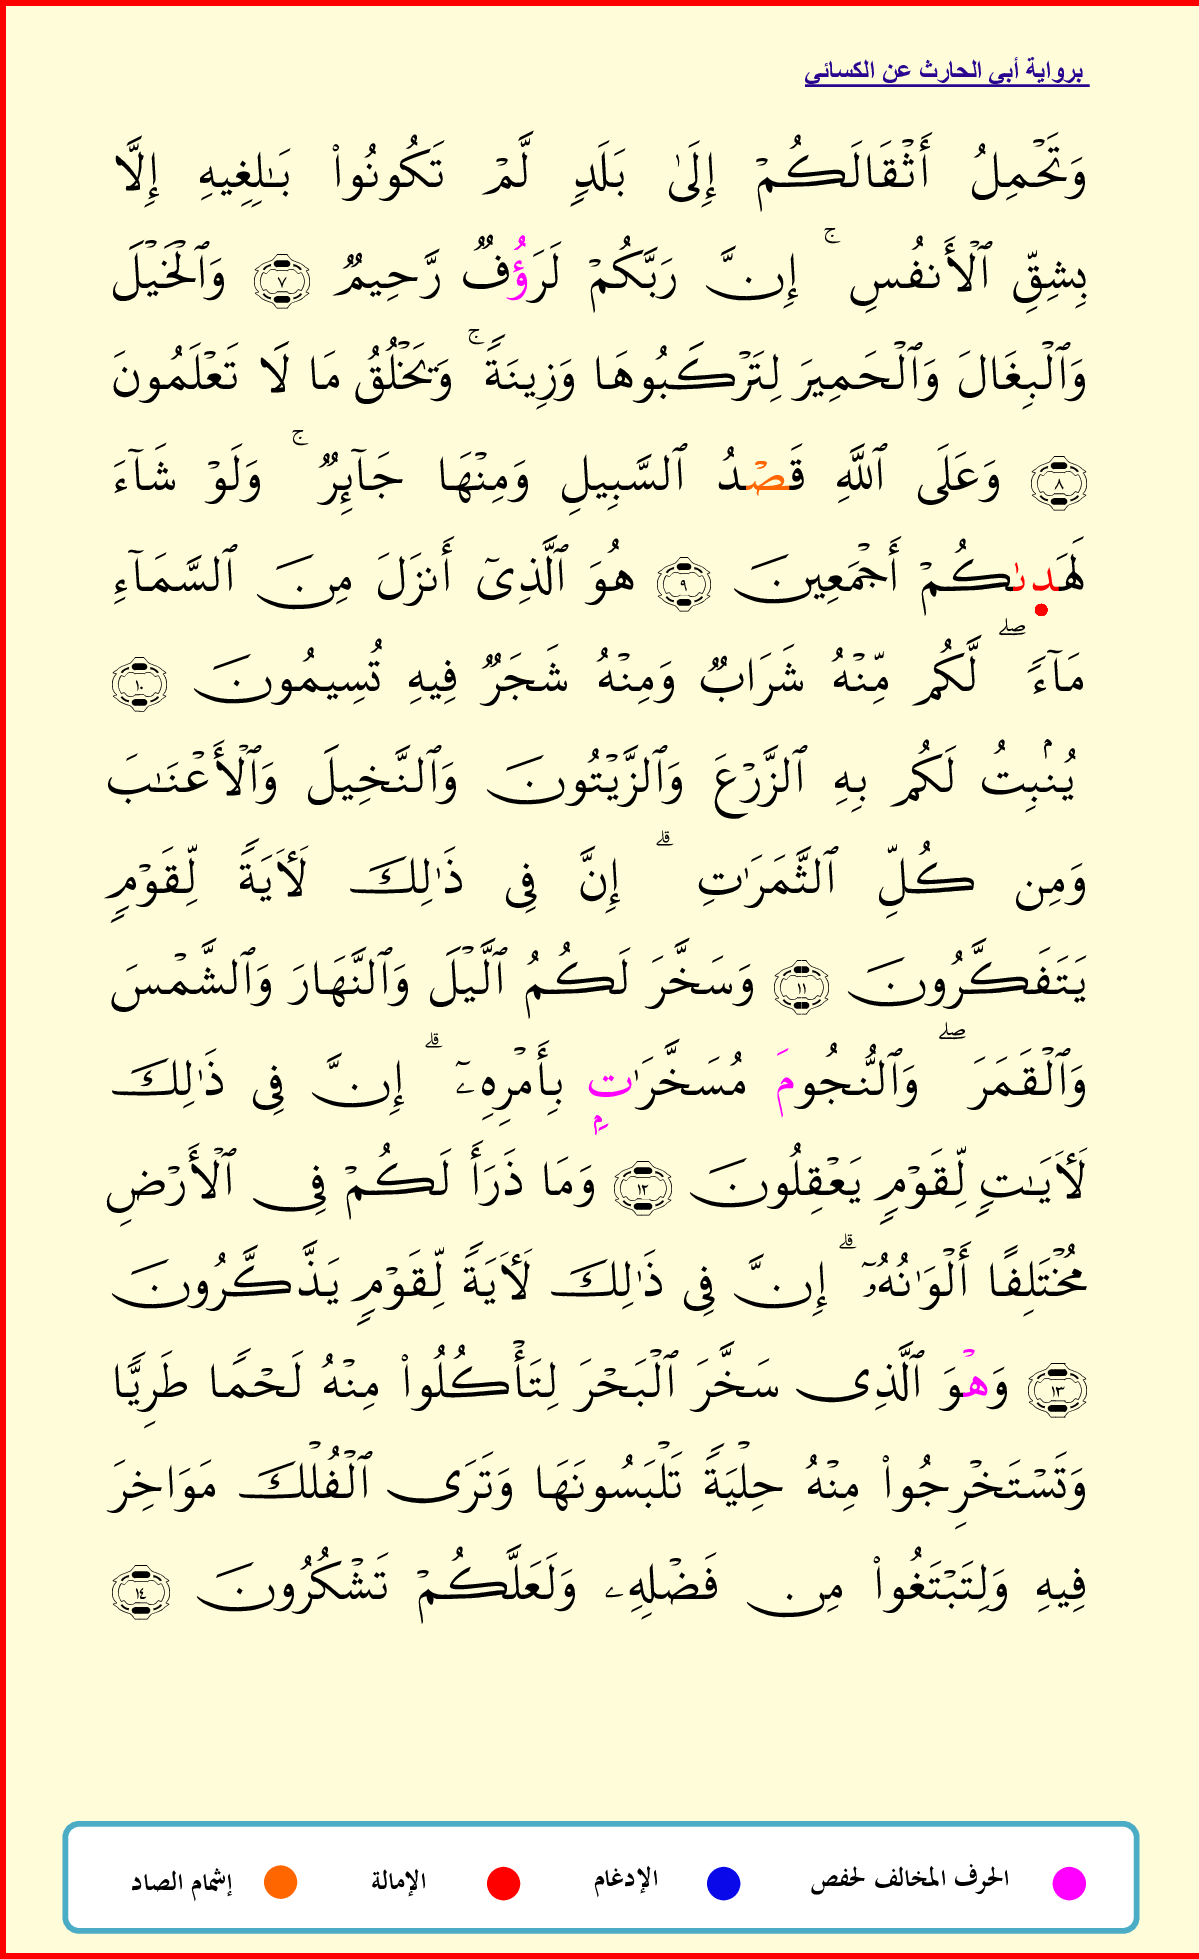 برواية أبي الحارث عن الكسائي
وَتَحْمِلُ أَثْقَالَكُمْ إِلَىٰ بَلَدٍ لَّمْ تَكُونُوا۟ بَـٰلِغِيهِ إِلَّا
بِشِقِّ ٱلْأَنفُسِ ۚ إِنَّ رَبَّكُمْ لَرَؤُفٌ رَّحِيمٌ ٧ وَٱلْخَيْلَ
وَٱلْبِغَالَ وَٱلْحَمِيرَ لِتَرْكَبُوهَا وَزِينَةً ۚ وَيَخْلُقُ مَا لَا تَعْلَمُونَ
٨ وَعَلَى ٱللَّهِ قَصْدُ ٱلسَّبِيلِ وَمِنْهَا جَآئِرٌ ۚ وَلَوْ شَآءَ
لَهَدىٰكُمْ أَجْمَعِينَ ٩ هُوَ ٱلَّذِىٓ أَنزَلَ مِنَ ٱلسَّمَآءِ
مَآءً ۖ لَّكُم مِّنْهُ شَرَابٌ وَمِنْهُ شَجَرٌ فِيهِ تُسِيمُونَ ١٠
يُنۢبِتُ لَكُم بِهِ ٱلزَّرْعَ وَٱلزَّيْتُونَ وَٱلنَّخِيلَ وَٱلْأَعْنَـٰبَ
وَمِن كُلِّ ٱلثَّمَرَٰتِ ۗ إِنَّ فِى ذَٰلِكَ لَـَٔايَةً لِّقَوْمٍ
يَتَفَكَّرُونَ ١١ وَسَخَّرَ لَكُمُ ٱلَّيْلَ وَٱلنَّهَارَ وَٱلشَّمْسَ
وَٱلْقَمَرَ ۖ وَٱلنُّجُومَ مُسَخَّرَٰتِۭ بِأَمْرِهِۦٓ ۗ إِنَّ فِى ذَٰلِكَ
لَـَٔايَـٰتٍ لِّقَوْمٍ يَعْقِلُونَ ١٢ وَمَا ذَرَأَ لَكُمْ فِى ٱلْأَرْضِ
مُخْتَلِفًا أَلْوَٰنُهُۥٓ ۗ إِنَّ فِى ذَٰلِكَ لَـَٔايَةً لِّقَوْمٍ يَذَّكَّرُونَ
١٣ وَهْوَ ٱلَّذِى سَخَّرَ ٱلْبَحْرَ لِتَأْكُلُوا۟ مِنْهُ لَحْمًا طَرِيًّا
وَتَسْتَخْرِجُوا۟ مِنْهُ حِلْيَةً تَلْبَسُونَهَا وَتَرَى ٱلْفُلْكَ مَوَاخِرَ
فِيهِ وَلِتَبْتَغُوا۟ مِن فَضْلِهِۦ وَلَعَلَّكُمْ تَشْكُرُونَ ١٤
الحرف المخالف لحفص الإدغام الإمالة إشمام الصاد